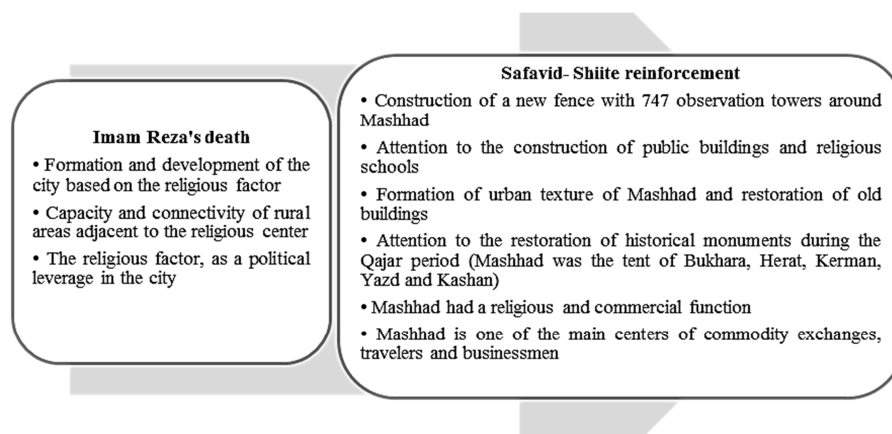 Imam Reza's death
• Formation and development of the
city based on the religious factor
• Capacity and connectivity of rural
areas adjacent to the religious center
• The religious factor, as a political
leverage in the city
Safavid- Shiite reinforcement
• Construction of a new fence with 747 observation towers around
Mashhad
• Attention to the construction of public buildings and religious
schools
• Formation of urban texture of Mashhad and restoration of old
buildings
• Attention to the restoration of historical monuments during the
Qajar period (Mashhad was the tent of Bukhara, Herat, Kerman,
Yazd and Kashan)
• Mashhad had a religious and commercial function
• Mashhad is one of the main centers of commodity exchanges,
travelers and businessmen